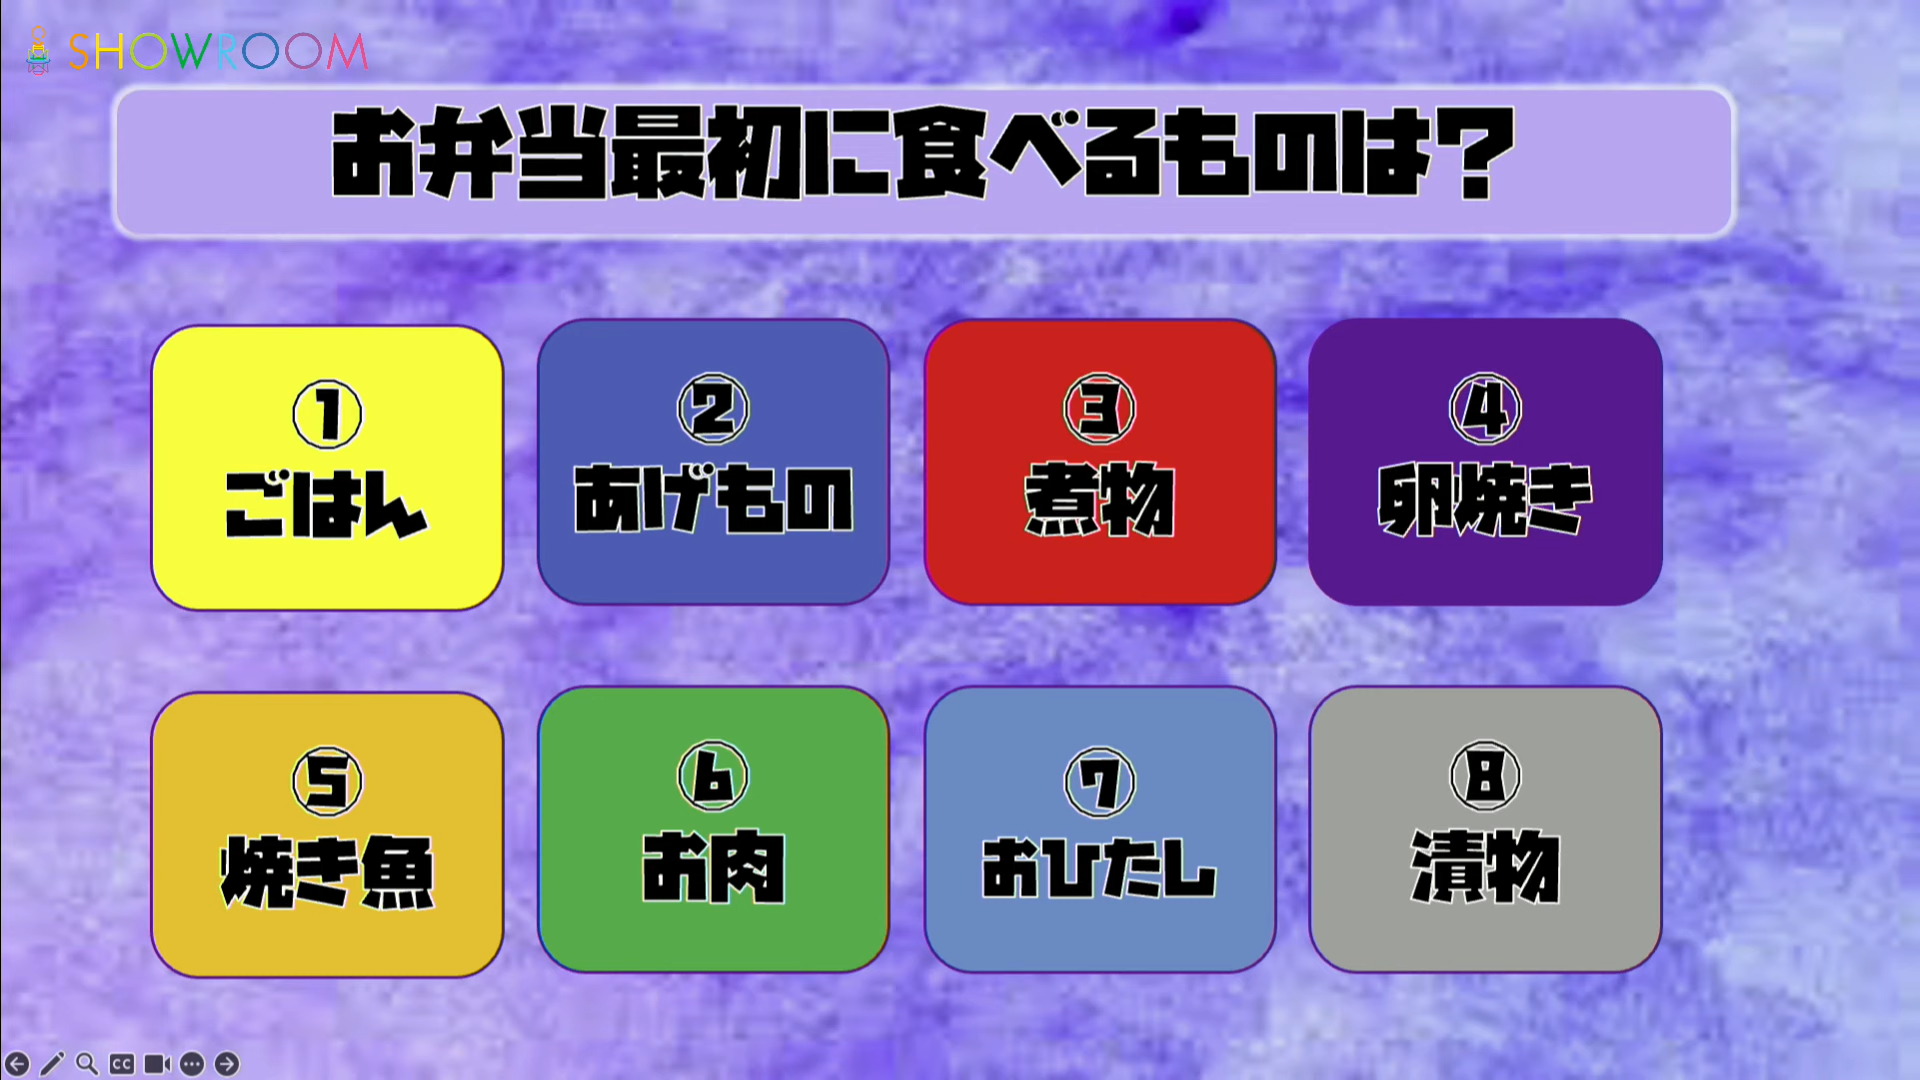 SHOWROOM
お弁当最初に食べるものは?
①
ごはん
②
あげもの
③
煮物
④
卵焼き
⑤
焼き魚
⑥
お肉
⑦
おひたし
⑧
漬物
CC